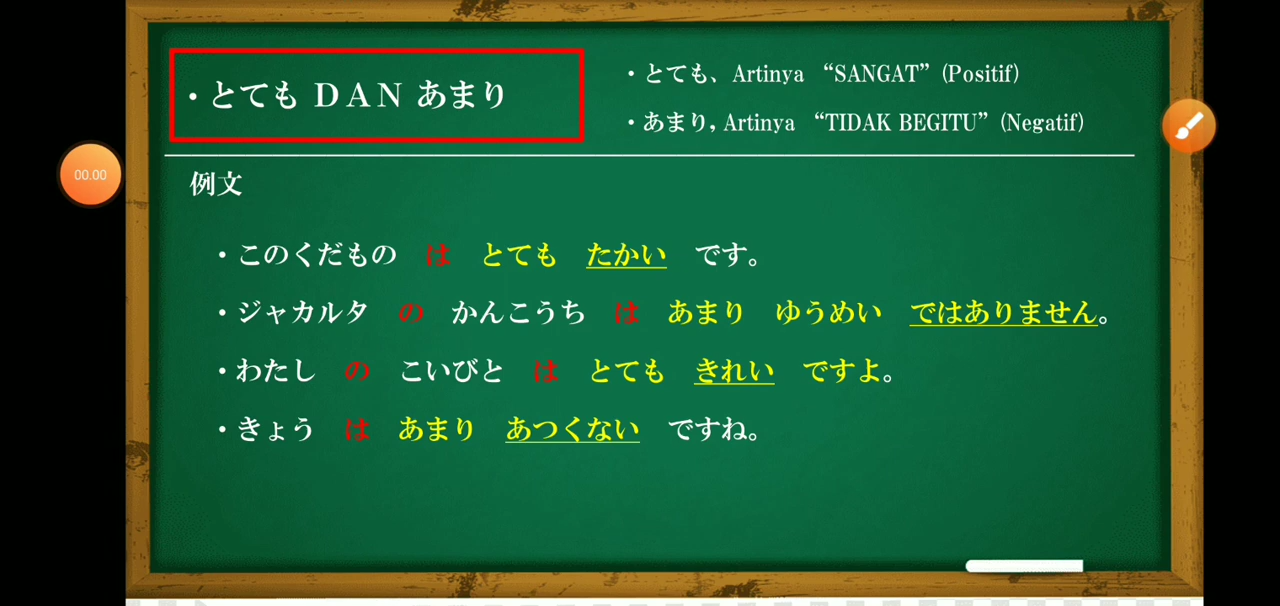 ・とても DAN あまり
・とても、Artinya “SANGAT” (Positif)
・あまり, Artinya “TIDAK BEGITU” (Negatif)
00.00
例文
・このくだもの は とても たかい です。
・ジャカルタ の かんこうち は あまり ゆうめい ではありません。
・わたし の こいびと は とても きれい ですよ。
・きょう は あまり あつくない ですね。